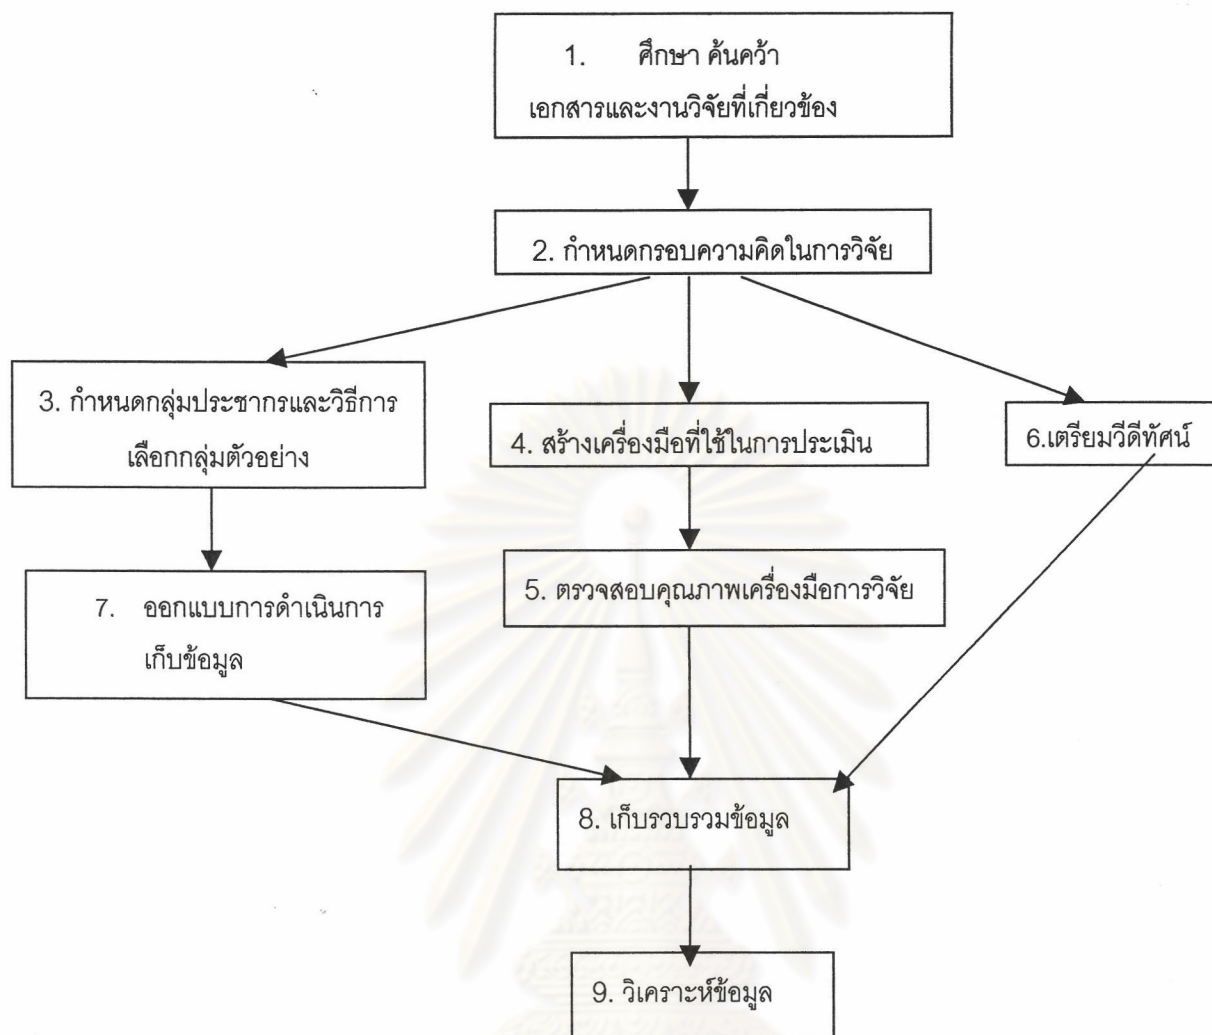 1. ศึกษา ค้นคว้า
เอกสารและงานวิจัยที่เกี่ยวข้อง
2. กำหนดกรอบความคิดในการวิจัย
3. กำหนดกลุ่มประชากรและวิธีการ
เลือกกลุ่มตัวอย่าง
4. สร้างเครื่องมือที่ใช้ในการประเมิน
6.เตรียมวีดีทัศน์
5. ตรวจสอบคุณภาพเครื่องมือการวิจัย
7. ออกแบบการดำเนินการ
เก็บข้อมูล
8. เก็บรวบรวมข้อมูล
9. วิเคราะห์ข้อมูล